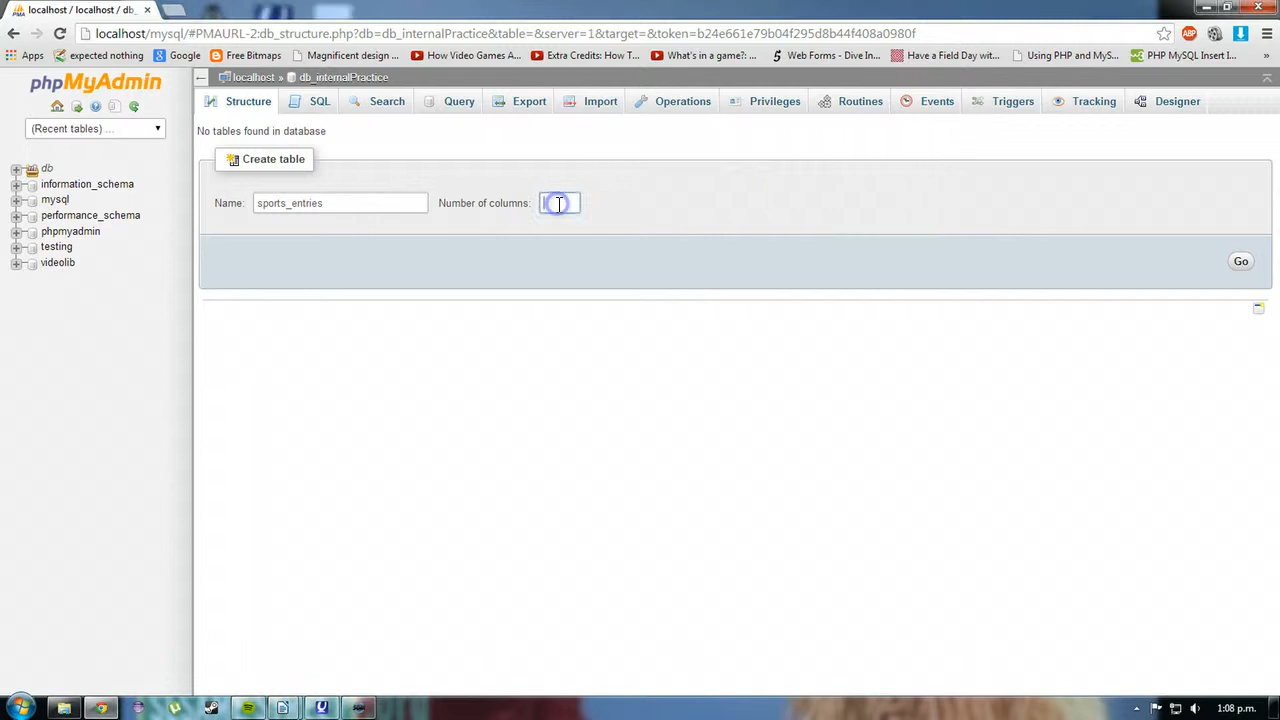 localhost / localhost / db_
localhost/mysql/#PMAURL-2:db_structure.php?db=db_internalPractice&table=&server=1&target=&token=b24e661e79b04f295d8b44f408a0980f
ABP
Apps expected nothing Google Free Bitmaps Magnificent design ... How Video Games A... Extra Credits: How T... What's in a game?: ... Web Forms - Dive In... Have a Field Day wit... Using PHP and MyS... PHP MySQL Insert I...
phpMyAdmin
localhost » db_internalPractice
Structure SQL Search Query Export Import Operations Privileges Routines Events Triggers Tracking Designer
(Recent tables) ...
No tables found in database
Create table
db
information_schema
mysql
performance_schema
phpmyadmin
testing
videolib
Name: sports_entries Number of columns:
Go
1:08 p.m.